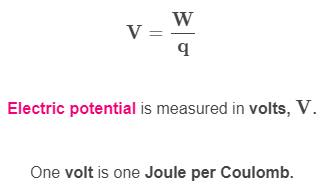 V = W/q
Electric potential is measured in volts, V.
One volt is one Joule per Coulomb.